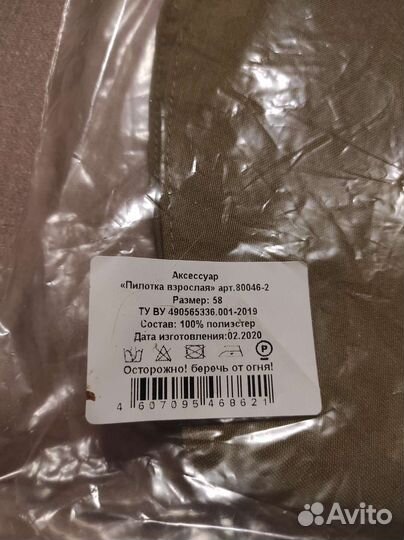 Аксессуар
«Пилотка взрослая» арт.80046-2
Размер: 58
ТУ BY 490565336.001-2019
Состав: 100% полиэстер
Дата изготовления:02.2020
P
Осторожно! беречь от огня!
4 607095 468621
Avito